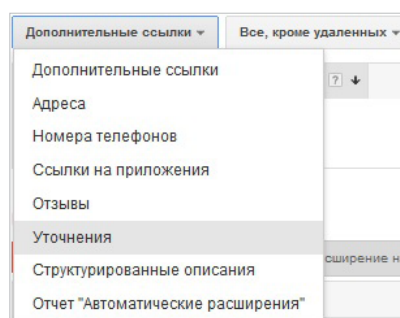 Дополнительные ссылки Все, кроме удаленных
Дополнительные ссылки
?
Адреса
Номера телефонов
Ссылки на приложения
Отзывы
Уточнения
сширение н
Структурированные описания
Отчет "Автоматические расширения"